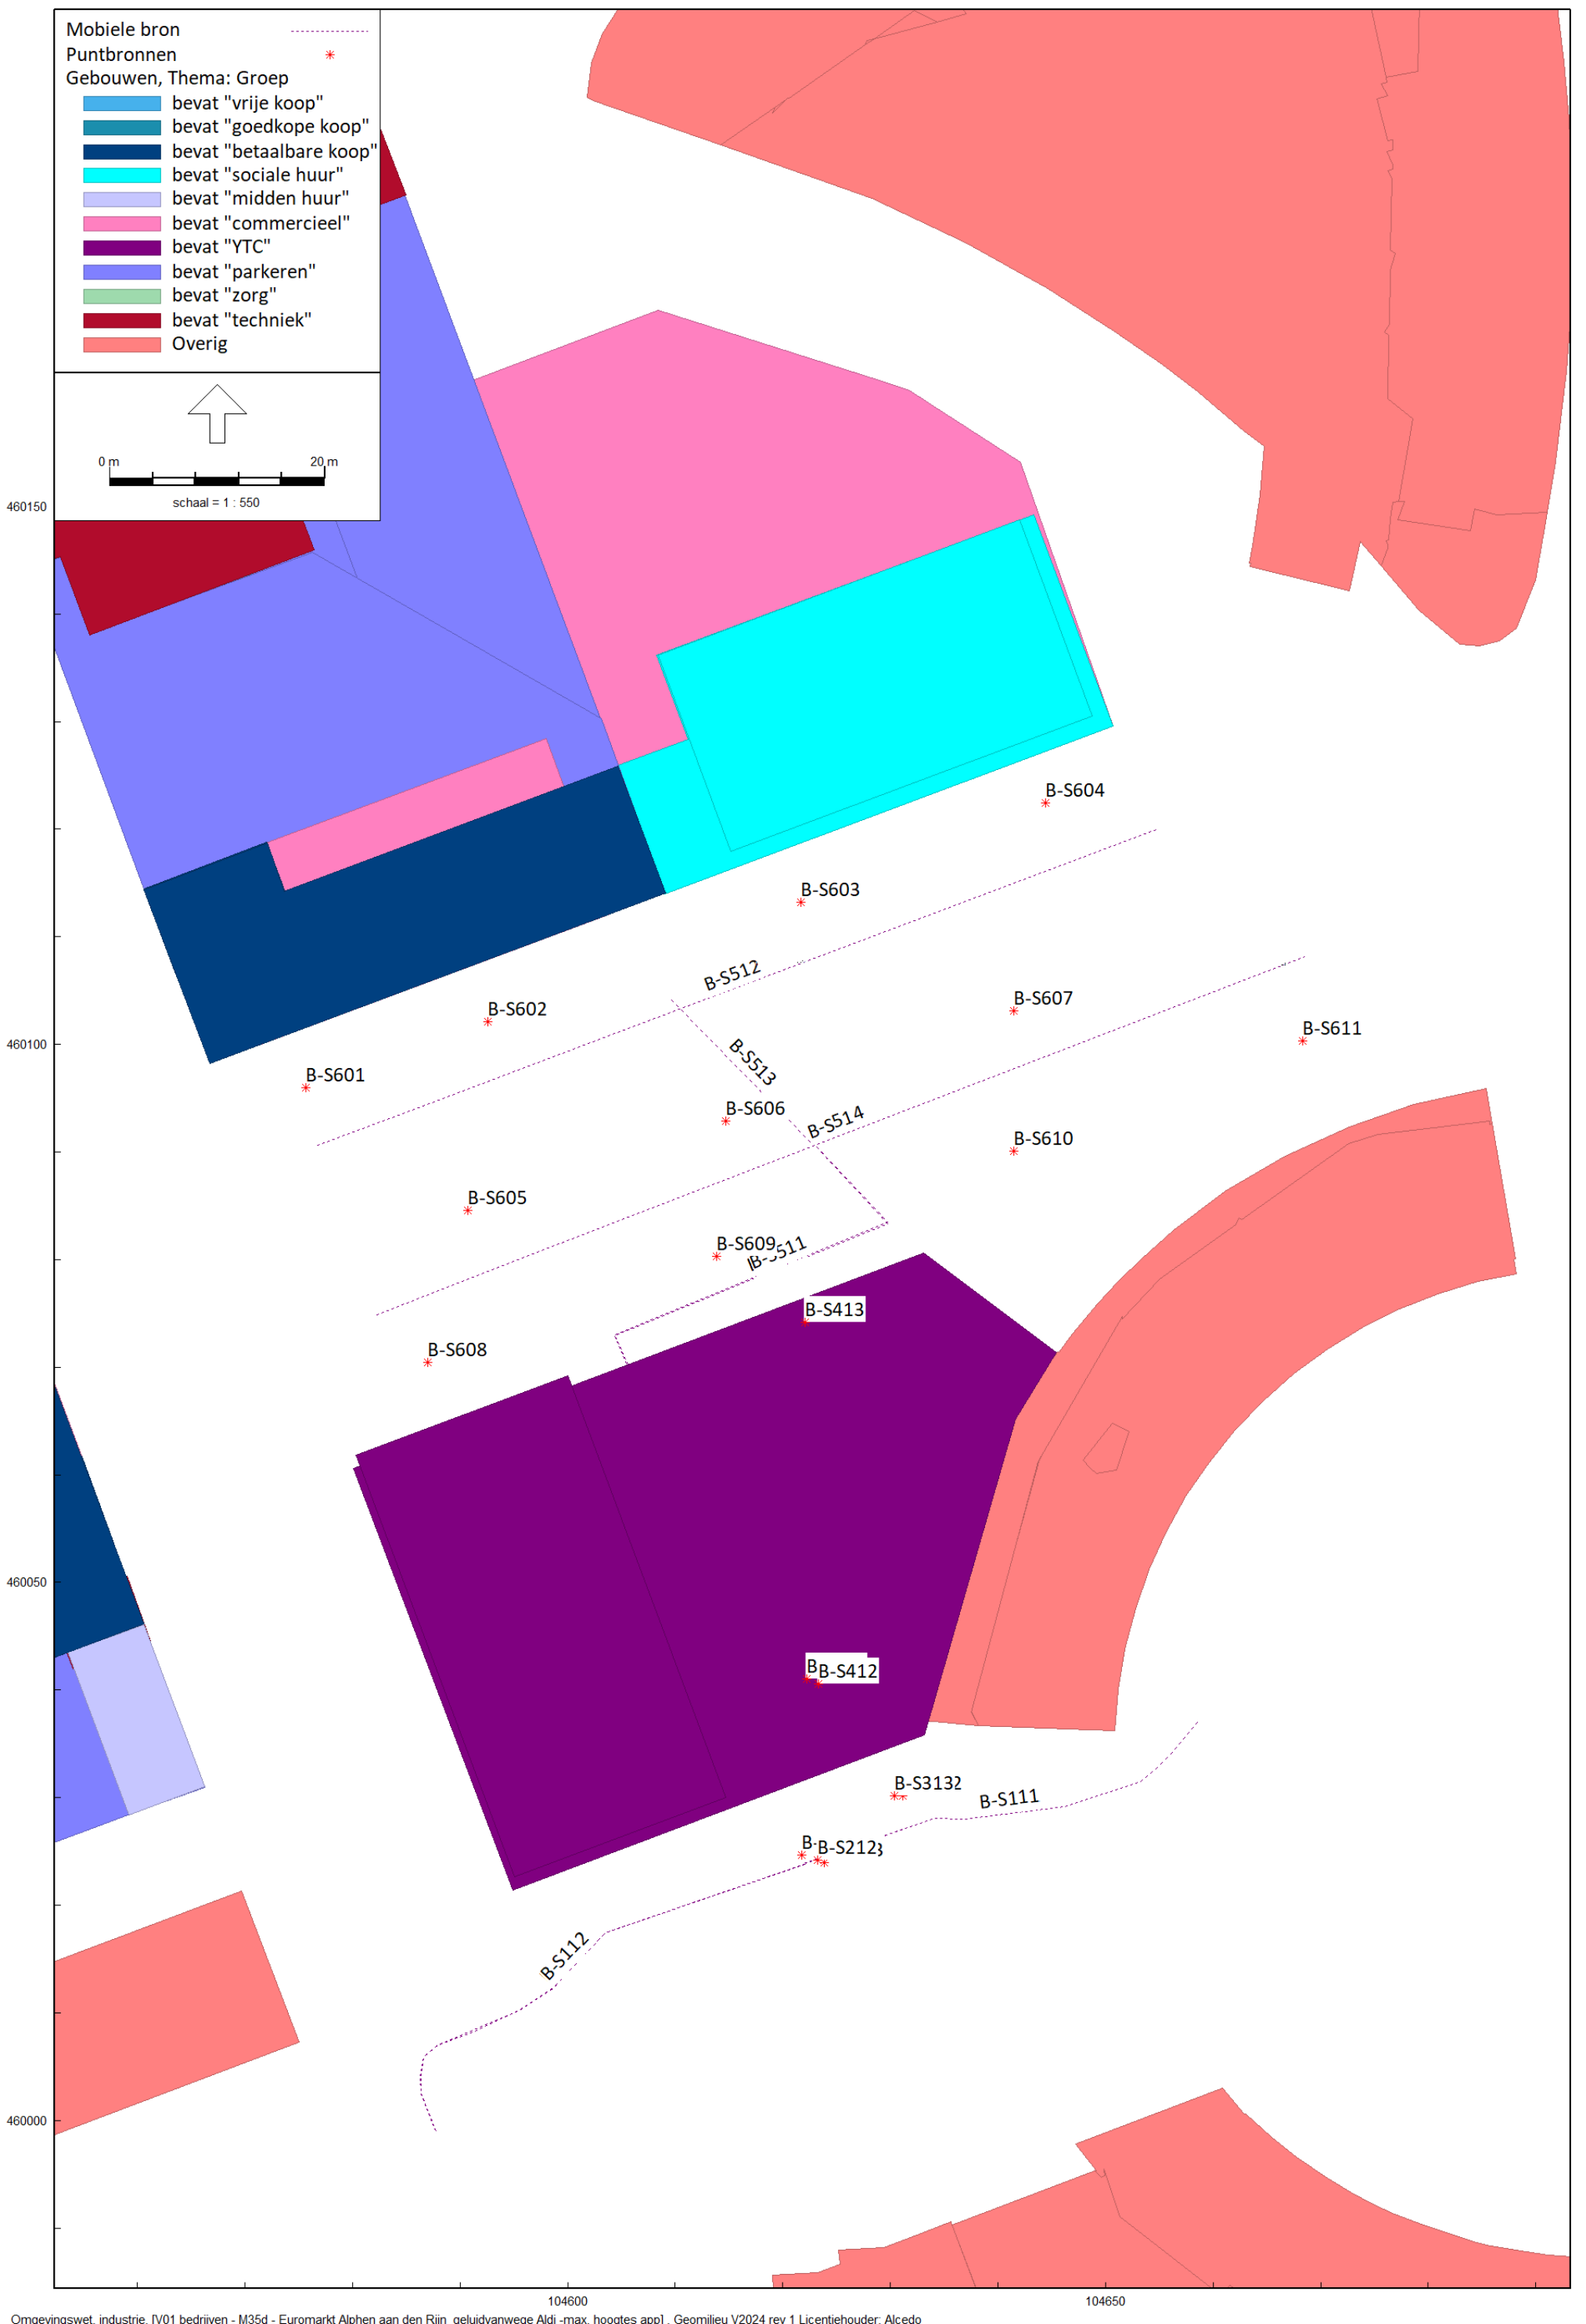 Mobiele bron
Puntbronnen
Gebouwen, Thema: Groep
bevat "vrije koop"
bevat "goedkope koop"
bevat "betaalbare koop"
bevat "sociale huur"
bevat "midden huur"
bevat "commercieel"
bevat "YTC"
bevat "parkeren"
bevat "zorg"
bevat "techniek"
Overig
0 m 20 m
schaal = 1 : 550
460150
B-S604
B-S603
B-S512
B-S602
B-S607
B-S611
460100
B-S513
B-S601
B-S606
B-S514
B-S610
B-S605
B-S609
B-S511
B-S413
B-S608
460050
B-S412
B-S313
B-S111
B-S212
B-S112
460000
104600 104650
Omgevingswet, industrie, [V01 bedrijven - M35d - Euromarkt Alphen aan den Rijn geluidvanwege Aldi -max. hoogtes app] , Geomilieu V2024 rev 1 Licentiehouder: Alcedo